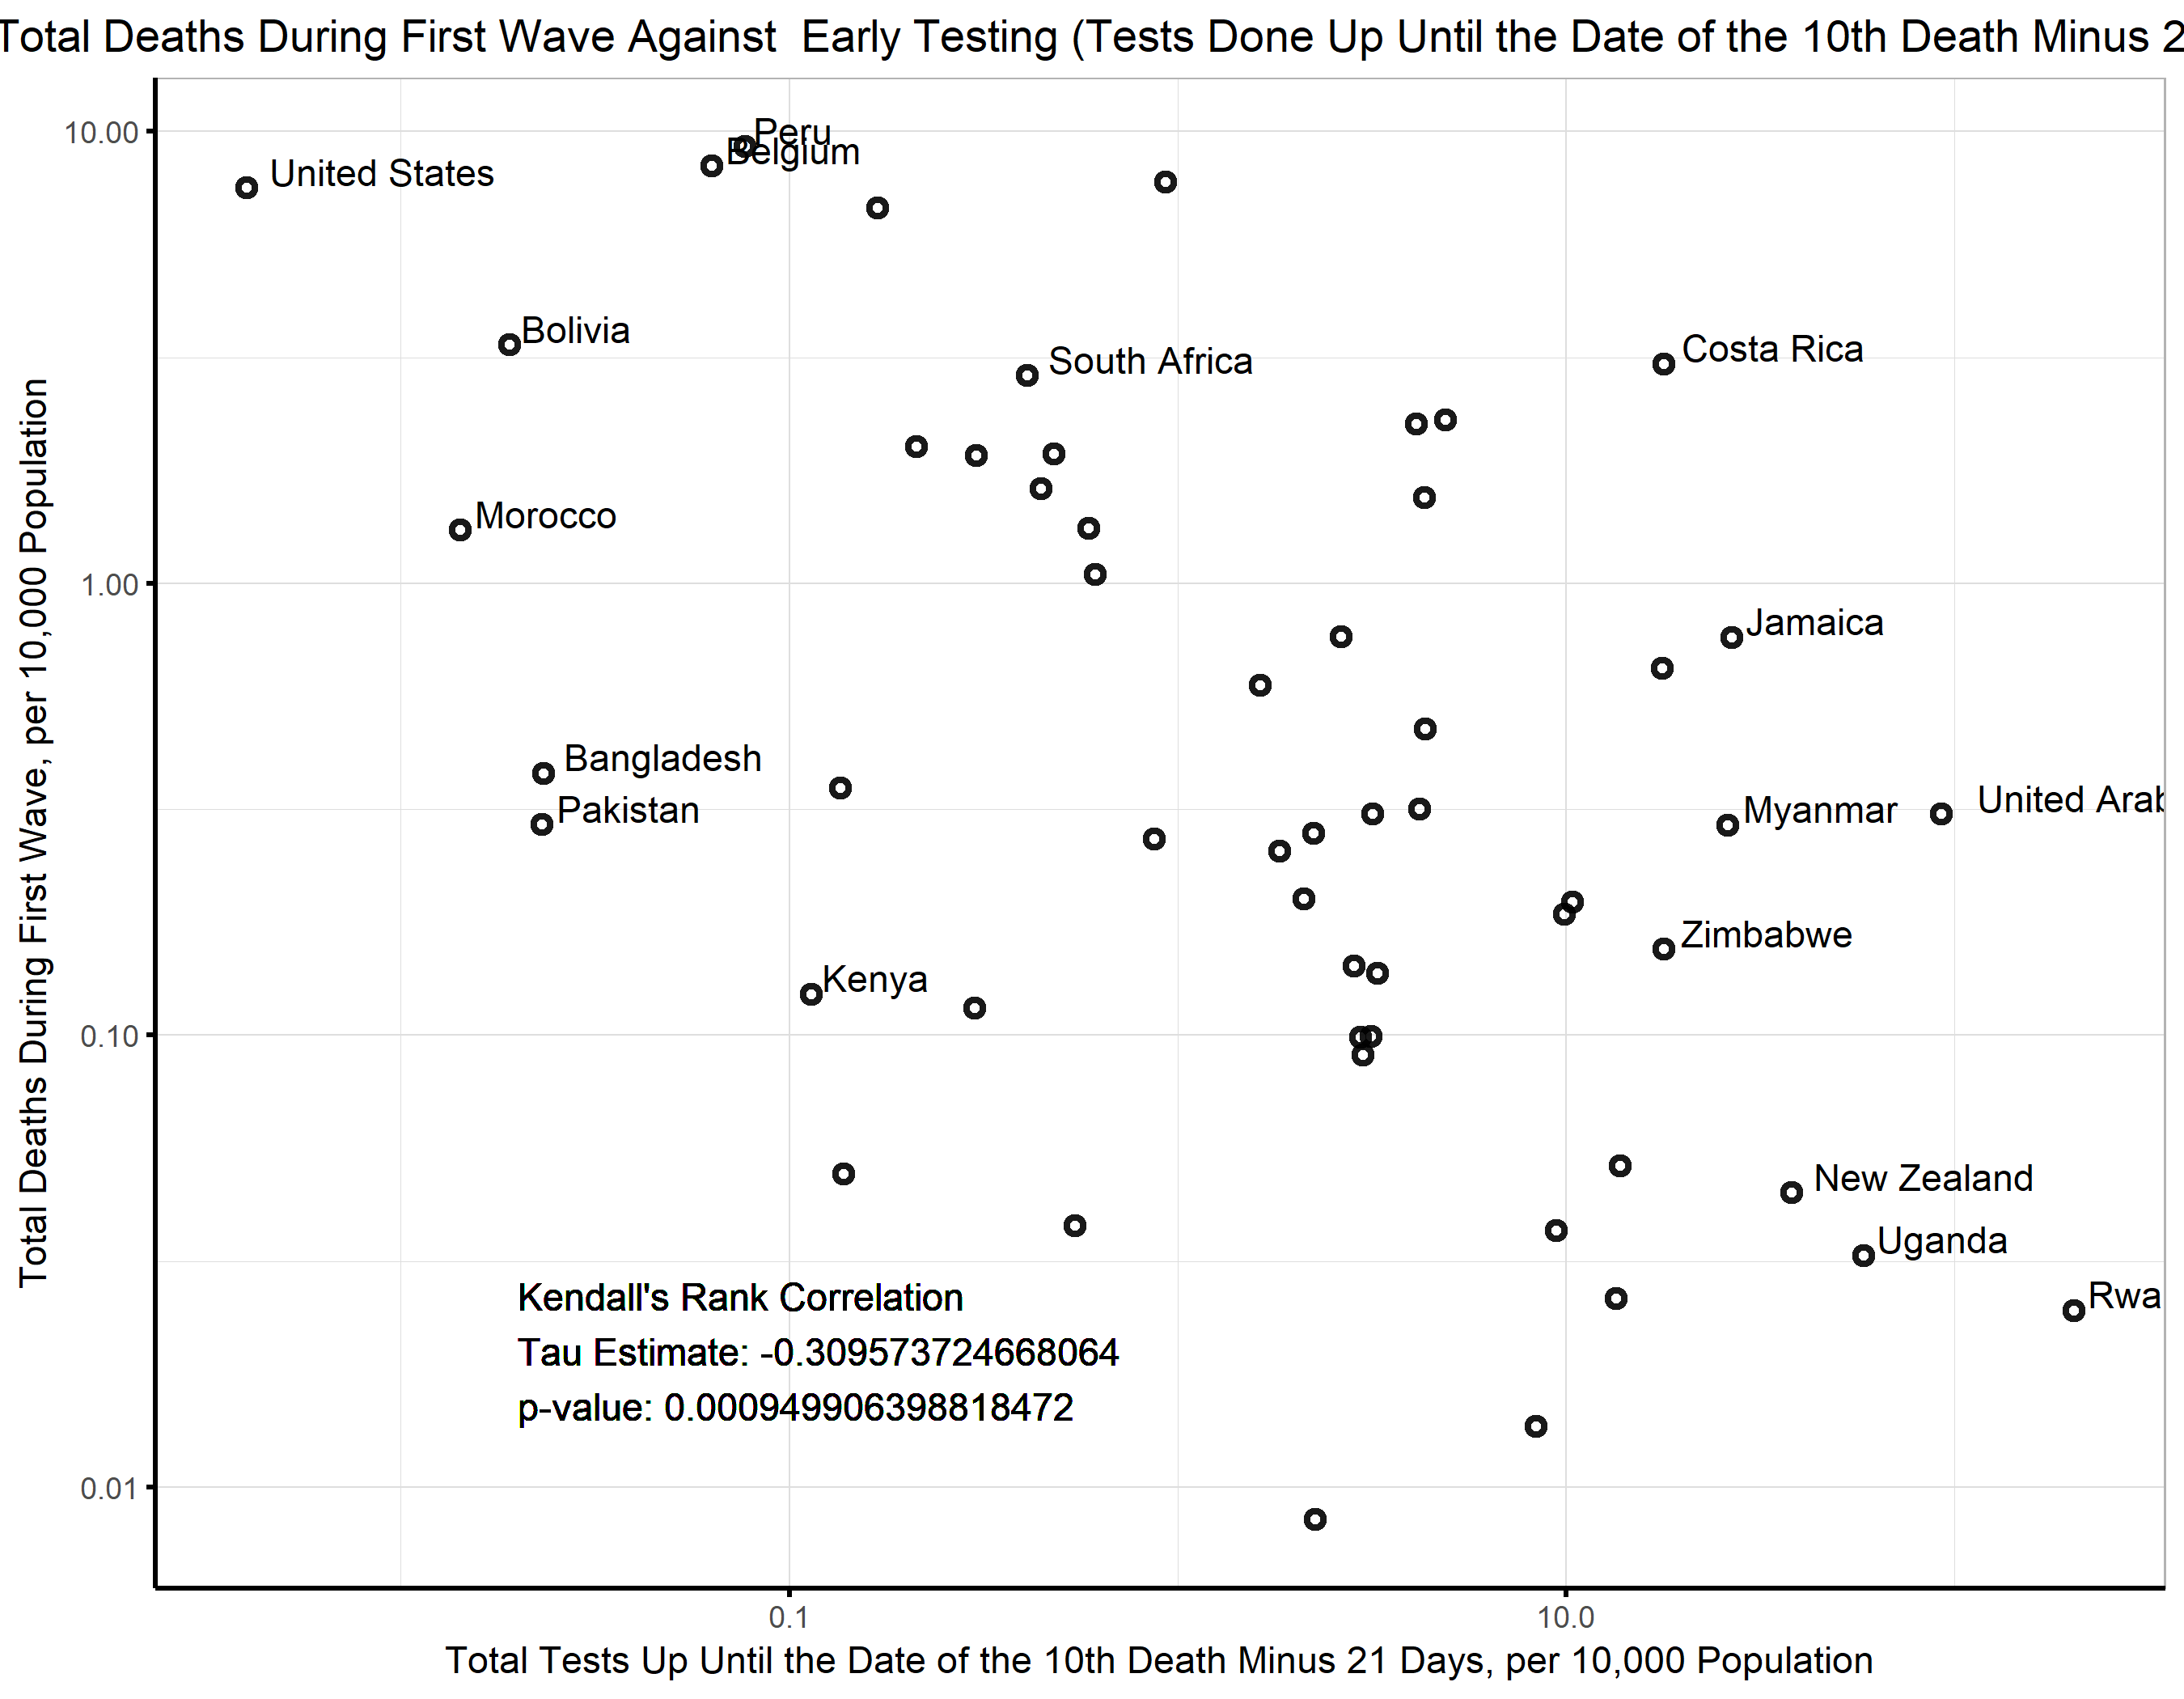 Total Deaths During First Wave Against  Early Testing (Tests Done Up Until the Date of the 10th Death Minus 2
10.00
Peru
Belgium
United States
Bolivia
Costa Rica
South Africa
Morocco
1.00
Jamaica
Bangladesh
Pakistan
Myanmar
United Arab
Zimbabwe
Kenya
0.10
New Zealand
Uganda
Rwa
Kendall's Rank Correlation
Tau Estimate: -0.309573724668064
p-value: 0.000949906398818472
0.01
0.1
10.0
Total Tests Up Until the Date of the 10th Death Minus 21 Days, per 10,000 Population
Total Deaths During First Wave, per 10,000 Population